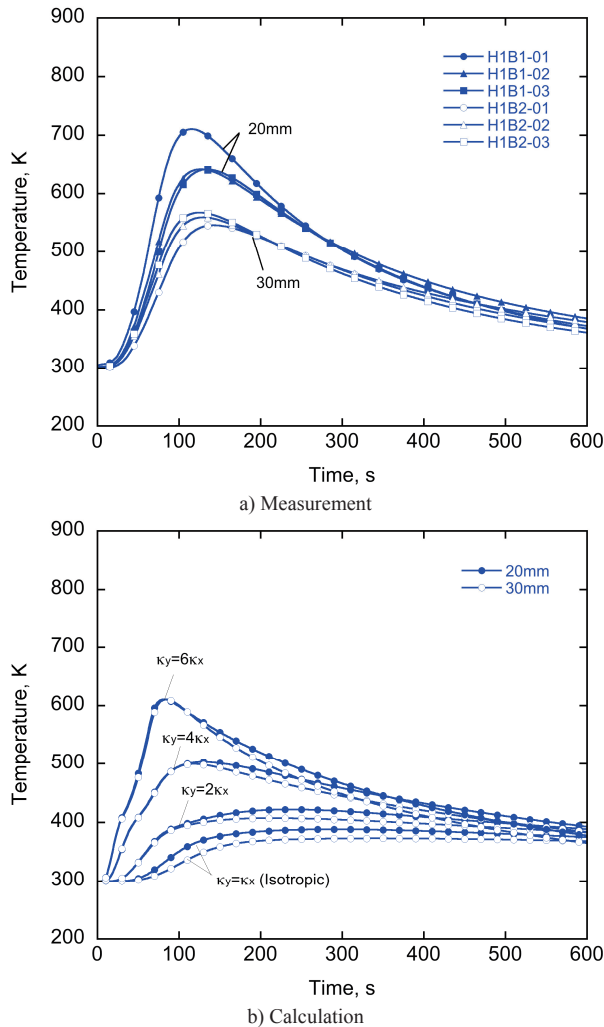 900
800
700
600
500
400
300
200
Temperature, K
H1B1-01
H1B1-02
H1B1-03
H1B2-01
H1B2-02
H1B2-03
20mm
30mm
0 100 200 300 400 500 600
Time, s
a) Measurement
900
800
700
600
500
400
300
200
Temperature, K
20mm
30mm
κy=6κx
κy=4κx
κy=2κx
κy=κx (Isotropic)
0 100 200 300 400 500 600
Time, s
b) Calculation